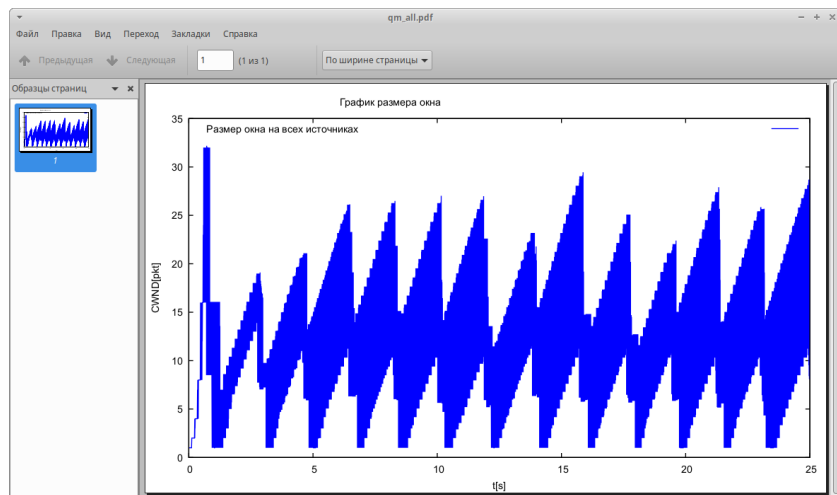 qm_all.pdf
Файл Правка Вид Переход Закладки Справка
Предыдущая Следующая 1 (1 из 1) По ширине страницы
Образцы страниц
1
График размера окна
Размер окна на всех источниках
35
30
25
20
15
10
5
0
CWND[pkt]
0 5 10 15 20 25
t[s]